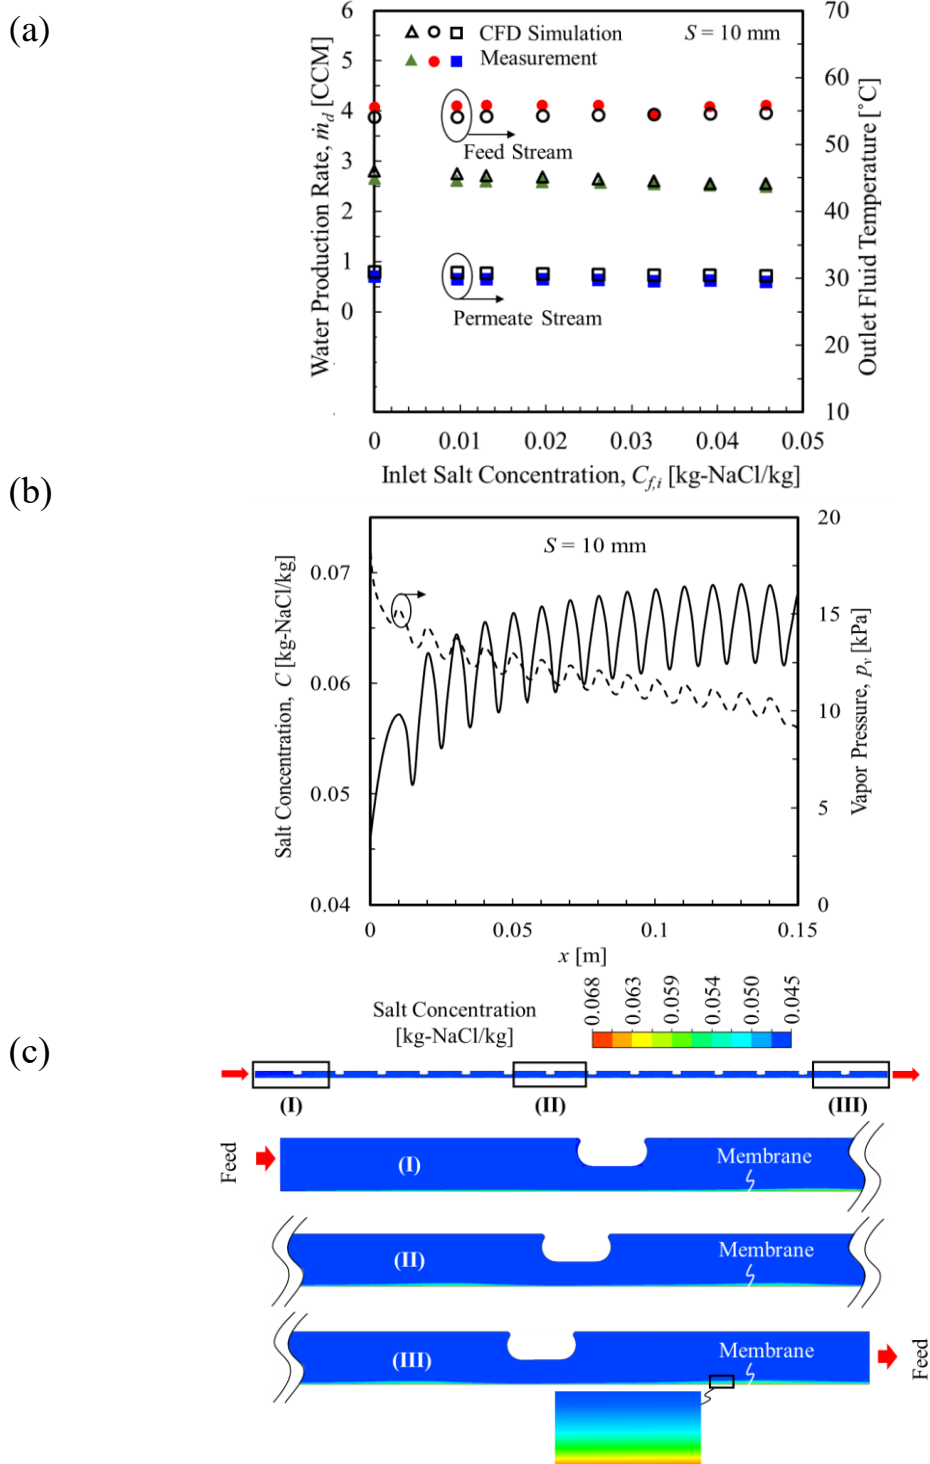 (a)
Water Production Rate, ṁ_d [CCM]
6
5
4
3
2
1
0
CFD Simulation
Measurement
S = 10 mm
Feed Stream
Permeate Stream
70
60
50
40
30
20
10
Outlet Fluid Temperature [˚C]
0 0.01 0.02 0.03 0.04 0.05
Inlet Salt Concentration, C_f,i [kg-NaCl/kg]
(b)
Salt Concentration, C [kg-NaCl/kg]
0.07
0.06
0.05
0.04
S = 10 mm
20
15
10
5
0
Vapor Pressure, p_v [kPa]
0 0.05 0.1 0.15
x [m]
(c)
Salt Concentration
[kg-NaCl/kg]
0.068 0.063 0.059 0.054 0.050 0.045
(I) (II) (III)
Feed
(I)
Membrane
(II)
Membrane
(III)
Membrane
Feed